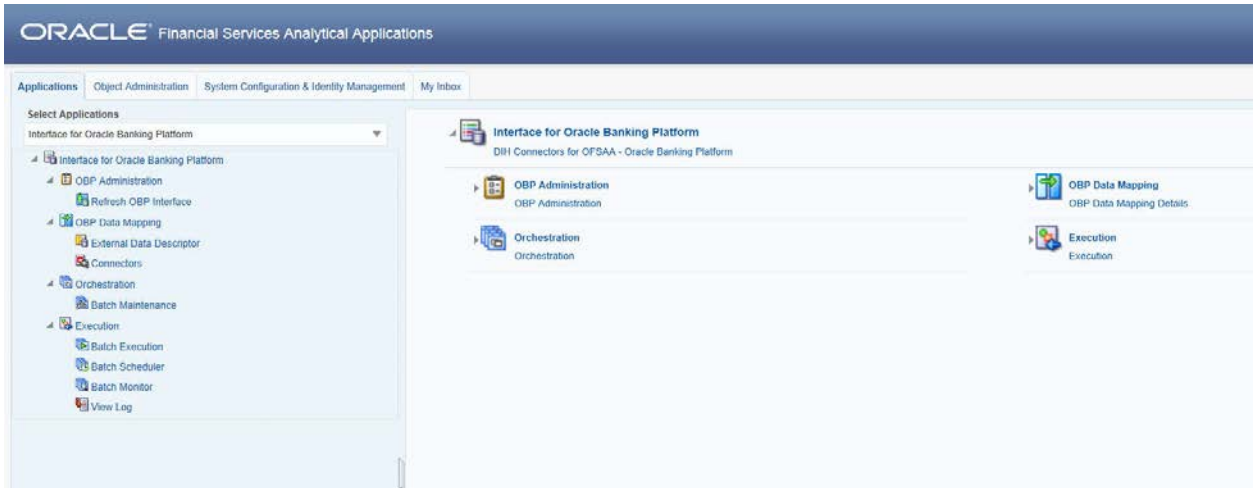 ORACLE® Financial Services Analytical Applications
Applications Object Administration System Configuration & Identity Management My Inbox
Select Applications
Interface for Oracle Banking Platform
Interface for Oracle Banking Platform
OBP Administration
Refresh OBP Interface
OBP Data Mapping
External Data Descriptor
Connectors
Orchestration
Batch Maintenance
Execution
Batch Execution
Batch Scheduler
Batch Monitor
View Log
Interface for Oracle Banking Platform
DIH Connectors for OFSAA - Oracle Banking Platform
OBP Administration
OBP Administration
OBP Data Mapping
OBP Data Mapping Details
Orchestration
Orchestration
Execution
Execution